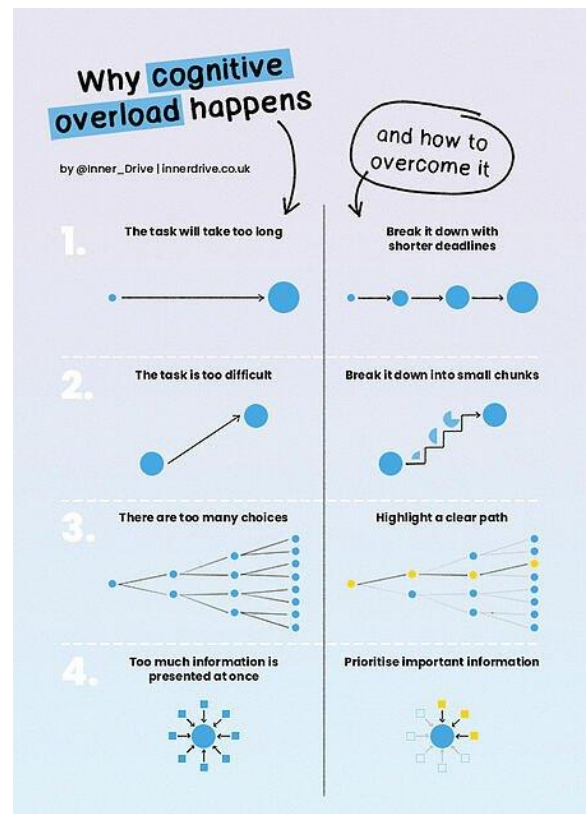 Why cognitive
overload happens
and how to
overcome it
by @Inner_Drive | innerdrive.co.uk
1.
The task will take too long
Break it down with
shorter deadlines
2.
The task is too difficult
Break it down into small chunks
3.
There are too many choices
Highlight a clear path
4.
Too much information is
presented at once
Prioritise important information